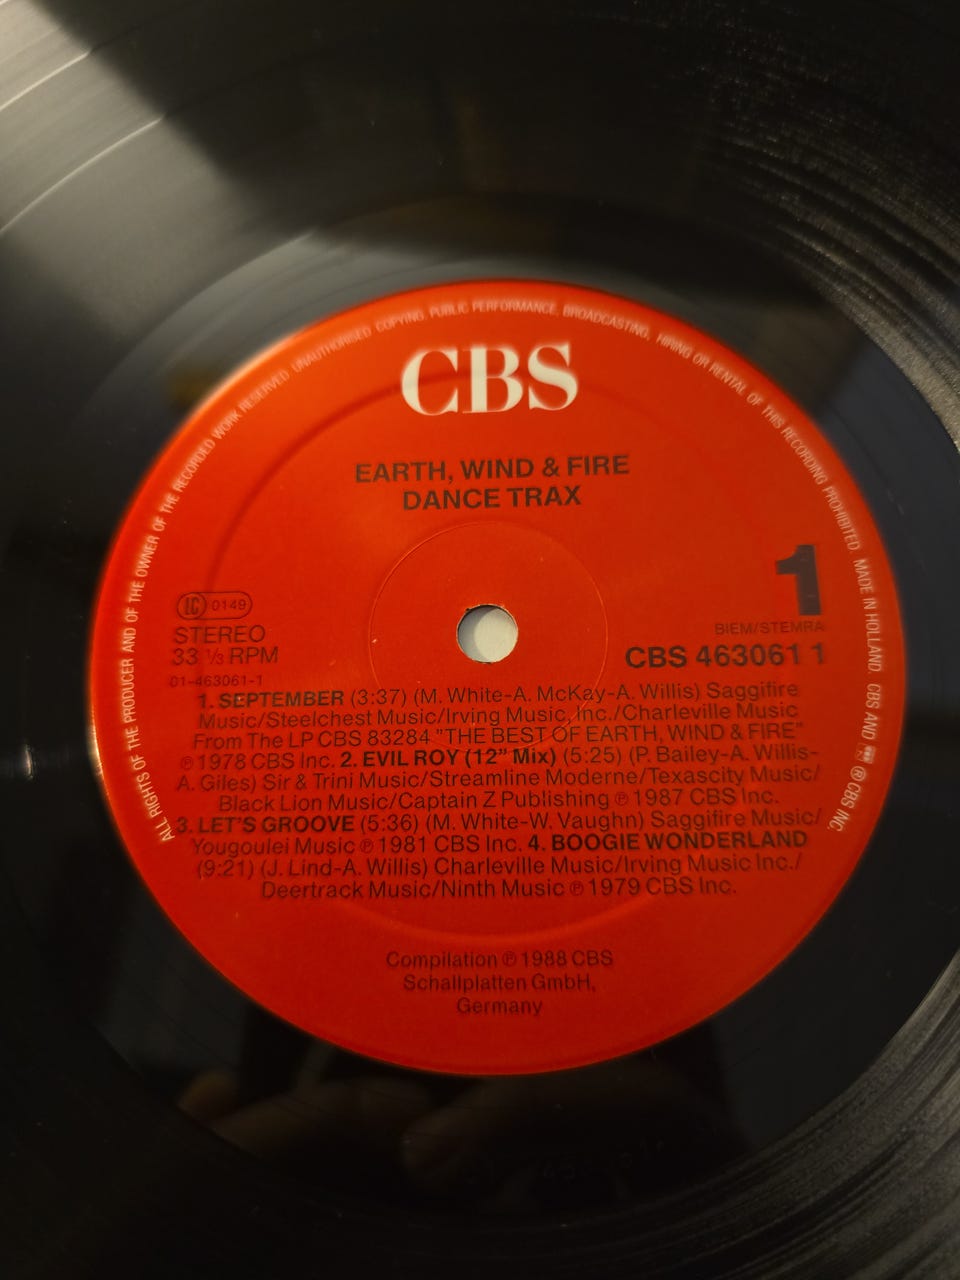 ALL RIGHTS OF THE PRODUCER AND OF THE OWNER OF THE RECORDED WORK RESERVED. UNAUTHORISED COPYING, PUBLIC PERFORMANCE, BROADCASTING, HIRING OR RENTAL OF THIS RECORDING PROHIBITED. MADE IN HOLLAND. CBS AND ® CBS INC.
CBS
EARTH, WIND & FIRE
DANCE TRAX
1
LC 0149
BIEM/STEMRA
STEREO
CBS 463061 1
33 ⅓ RPM
01-463061-1
1. SEPTEMBER (3:37) (M. White-A. McKay-A. Willis) Saggifire
Music/Steelchest Music/Irving Music, Inc./Charleville Music
From The LP CBS 83284 "THE BEST OF EARTH, WIND & FIRE"
℗ 1978 CBS Inc. 2. EVIL ROY (12" Mix) (5:25) (P. Bailey-A. Willis-
A. Giles) Sir & Trini Music/Streamline Moderne/Texascity Music/
Black Lion Music/Captain Z Publishing ℗ 1987 CBS Inc.
3. LET'S GROOVE (5:36) (M. White-W. Vaughn) Saggifire Music/
Yougoulei Music ℗ 1981 CBS Inc. 4. BOOGIE WONDERLAND
(9:21) (J. Lind-A. Willis) Charleville Music/Irving Music Inc./
Deertrack Music/Ninth Music ℗ 1979 CBS Inc.
Compilation ℗ 1988 CBS
Schallplatten GmbH,
Germany